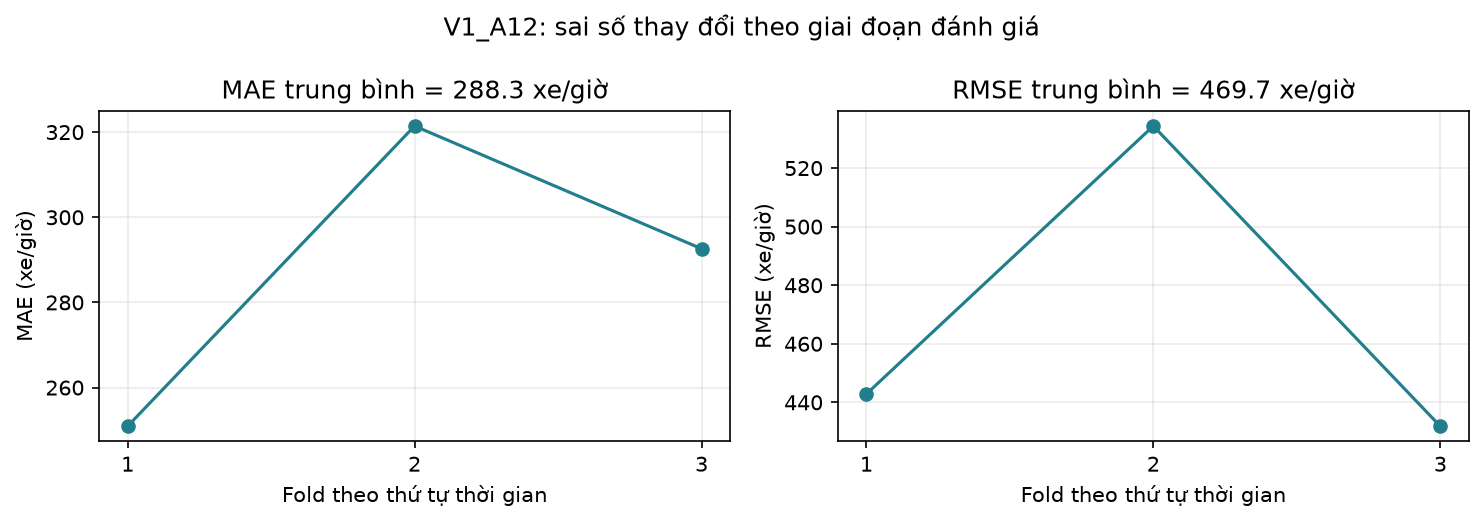 V1_A12: sai số thay đổi theo giai đoạn đánh giá
MAE trung bình = 288.3 xe/giờ
MAE (xe/giờ)
320
300
280
260
1
2
3
Fold theo thứ tự thời gian
RMSE trung bình = 469.7 xe/giờ
RMSE (xe/giờ)
520
500
480
460
440
1
2
3
Fold theo thứ tự thời gian